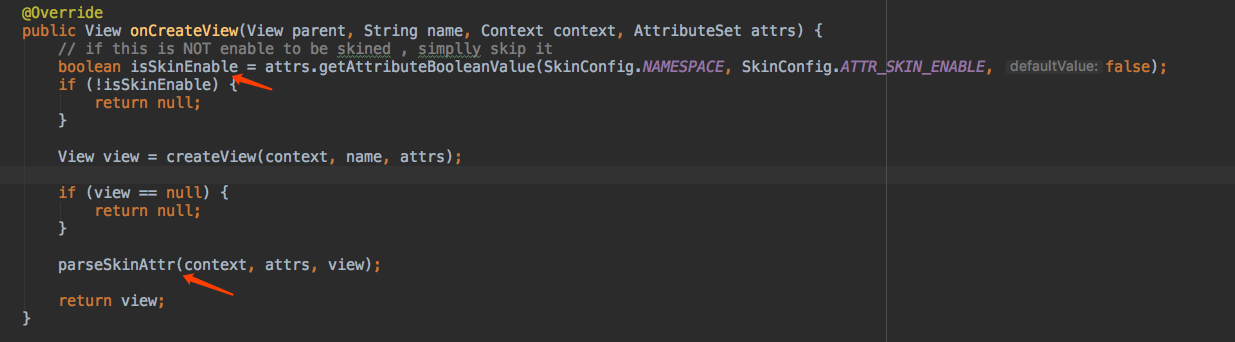 @Override
public View onCreateView(View parent, String name, Context context, AttributeSet attrs) {
// if this is NOT enable to be skined , simplly skip it
boolean isSkinEnable = attrs.getAttributeBooleanValue(SkinConfig.NAMESPACE, SkinConfig.ATTR_SKIN_ENABLE, defaultValue: false);
if (!isSkinEnable) {
return null;
}
View view = createView(context, name, attrs);
if (view == null) {
return null;
}
parseSkinAttr(context, attrs, view);
return view;
}